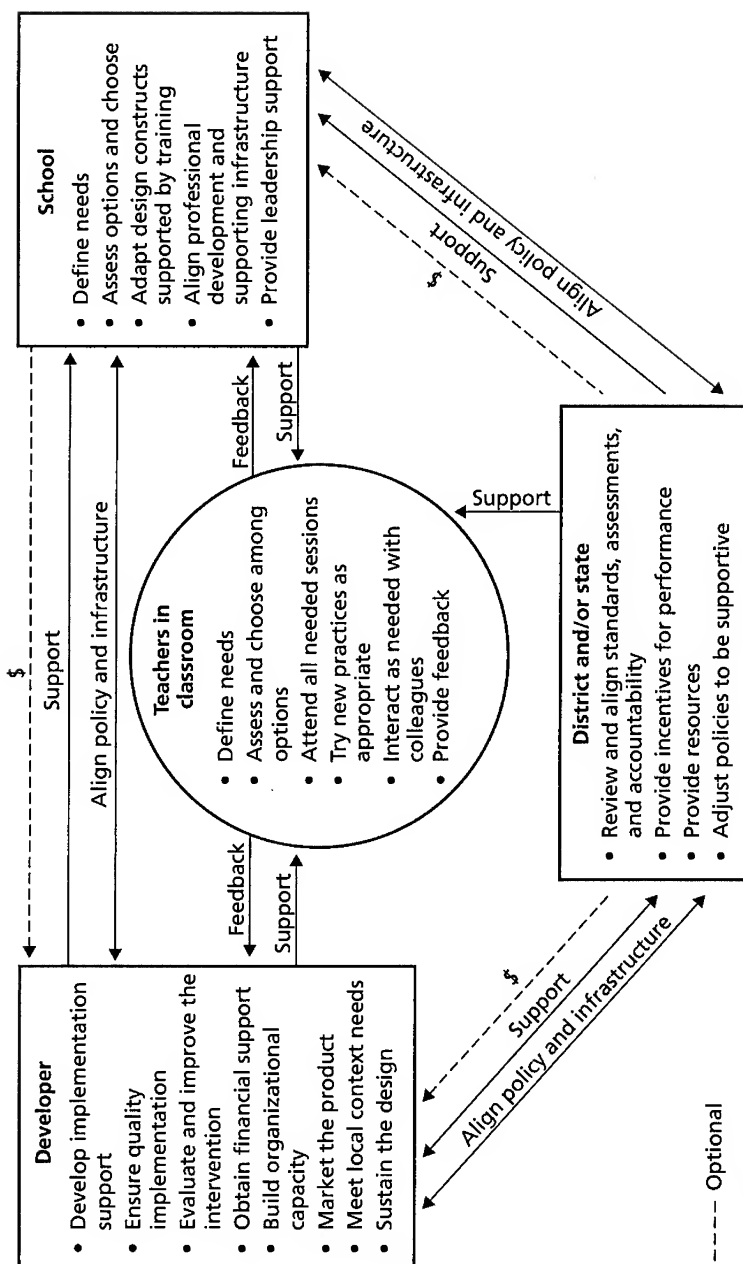 Developer
• Develop implementation
support
• Ensure quality
implementation
• Evaluate and improve the
intervention
• Obtain financial support
• Build organizational
capacity
• Market the product
• Meet local context needs
• Sustain the design
$
Support
Align policy and infrastructure
School
• Define needs
• Assess options and choose
• Adapt design constructs
supported by training
• Align professional
development and
supporting infrastructure
• Provide leadership support
Feedback
Support
Teachers in
classroom
• Define needs
• Assess and choose among
options
• Attend all needed sessions
• Try new practices as
appropriate
• Interact as needed with
colleagues
• Provide feedback
Feedback
Support
Support
$
Support
Align policy and infrastructure
$
Support
Align policy and infrastructure
District and/or state
• Review and align standards, assessments,
and accountability
• Provide incentives for performance
• Provide resources
• Adjust policies to be supportive
---- Optional